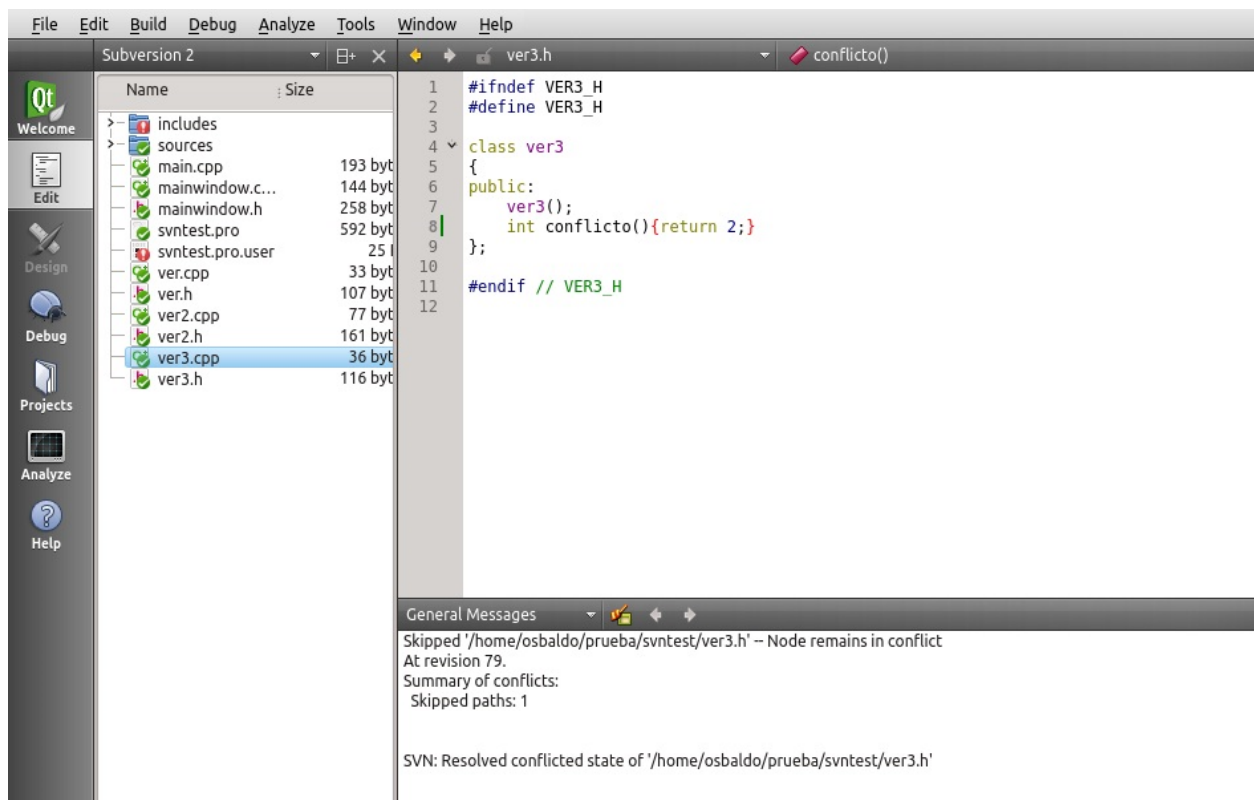 File Edit Build Debug Analyze Tools Window Help
Subversion 2
ver3.h
conflicto()
Qt
Welcome
Edit
Design
Debug
Projects
Analyze
Help
Name Size
includes
sources
main.cpp 193 byt
mainwindow.c... 144 byt
mainwindow.h 258 byt
svntest.pro 592 byt
svntest.pro.user 25
ver.cpp 33 byt
ver.h 107 byt
ver2.cpp 77 byt
ver2.h 161 byt
ver3.cpp 36 byt
ver3.h 116 byt
1 #ifndef VER3_H
2 #define VER3_H
3
4 class ver3
5 {
6 public:
7 ver3();
8 int conflicto(){return 2;}
9 };
10
11 #endif // VER3_H
12
General Messages
Skipped '/home/osbaldo/prueba/svntest/ver3.h' -- Node remains in conflict
At revision 79.
Summary of conflicts:
Skipped paths: 1
SVN: Resolved conflicted state of '/home/osbaldo/prueba/svntest/ver3.h'